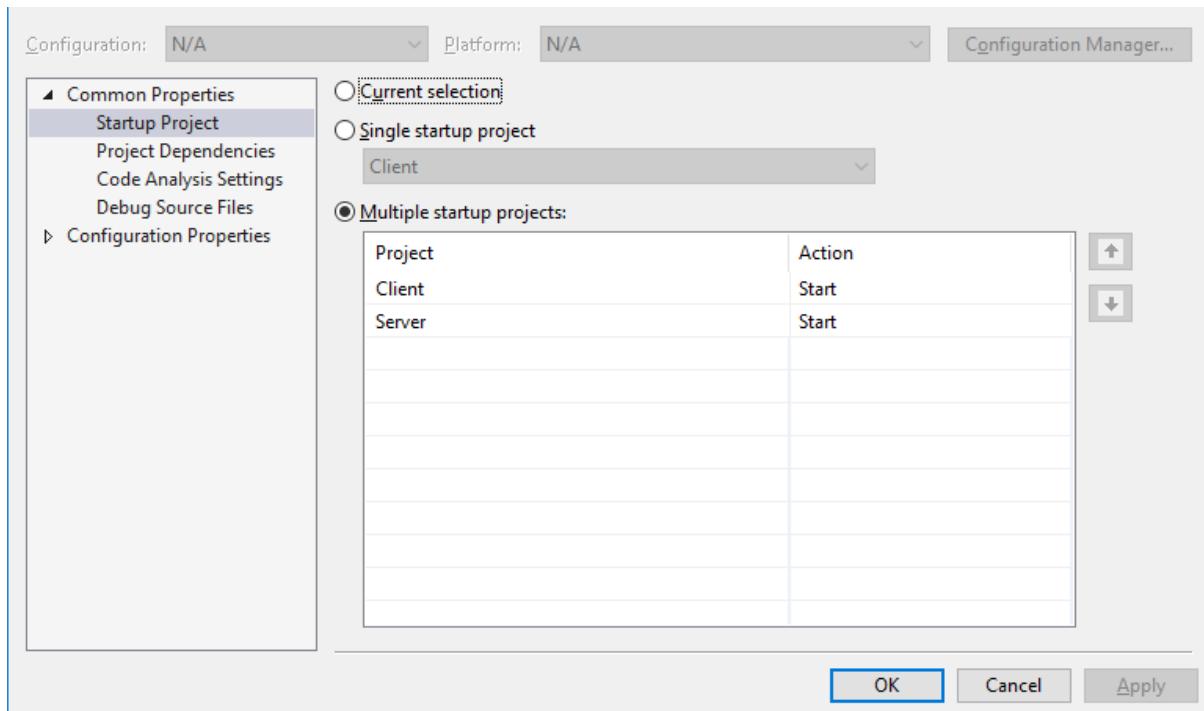 Configuration: N/A Platform: N/A Configuration Manager...
Common Properties
Startup Project
Project Dependencies
Code Analysis Settings
Debug Source Files
Configuration Properties
Current selection
Single startup project
Client
Multiple startup projects:
Project Action
Client Start
Server Start
OK Cancel Apply